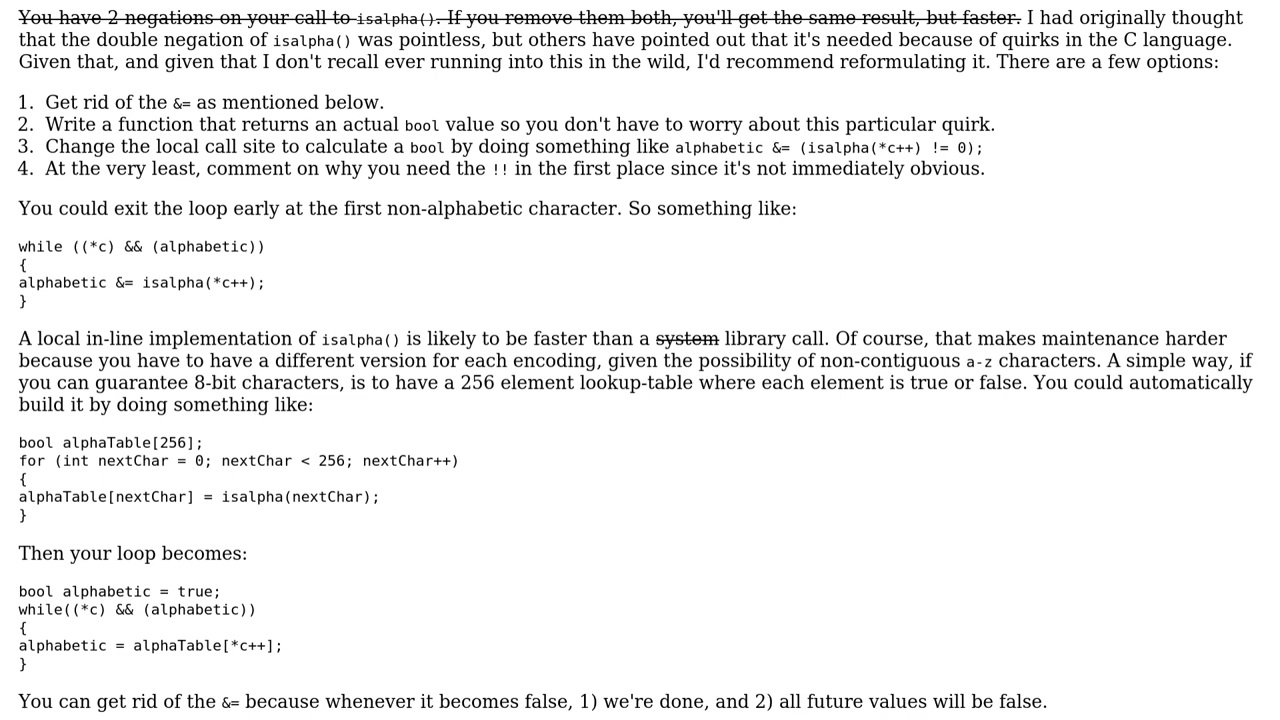 You have 2 negations on your call to isalpha(). If you remove them both, you'll get the same result, but faster. I had originally thought
that the double negation of isalpha() was pointless, but others have pointed out that it's needed because of quirks in the C language.
Given that, and given that I don't recall ever running into this in the wild, I'd recommend reformulating it. There are a few options:
1. Get rid of the &= as mentioned below.
2. Write a function that returns an actual bool value so you don't have to worry about this particular quirk.
3. Change the local call site to calculate a bool by doing something like alphabetic &= (isalpha(*c++) != 0);
4. At the very least, comment on why you need the !! in the first place since it's not immediately obvious.
You could exit the loop early at the first non-alphabetic character. So something like:
while ((*c) && (alphabetic))
{
alphabetic &= isalpha(*c++);
}
A local in-line implementation of isalpha() is likely to be faster than a system library call. Of course, that makes maintenance harder
because you have to have a different version for each encoding, given the possibility of non-contiguous a-z characters. A simple way, if
you can guarantee 8-bit characters, is to have a 256 element lookup-table where each element is true or false. You could automatically
build it by doing something like:
bool alphaTable[256];
for (int nextChar = 0; nextChar < 256; nextChar++)
{
alphaTable[nextChar] = isalpha(nextChar);
}
Then your loop becomes:
bool alphabetic = true;
while((*c) && (alphabetic))
{
alphabetic = alphaTable[*c++];
}
You can get rid of the &= because whenever it becomes false, 1) we're done, and 2) all future values will be false.